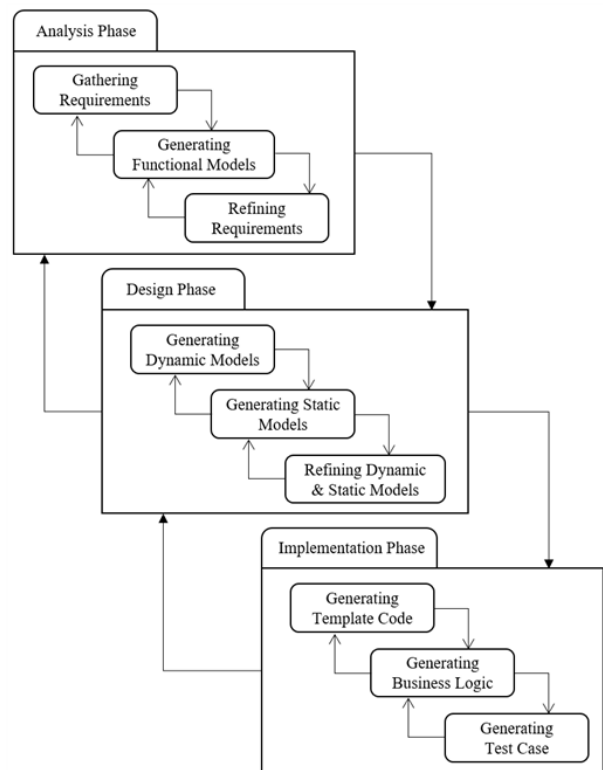 Analysis Phase
Gathering
Requirements
Generating
Functional Models
Refining
Requirements
Design Phase
Generating
Dynamic Models
Generating Static
Models
Refining Dynamic
& Static Models
Implementation Phase
Generating
Template Code
Generating
Business Logic
Generating
Test Case